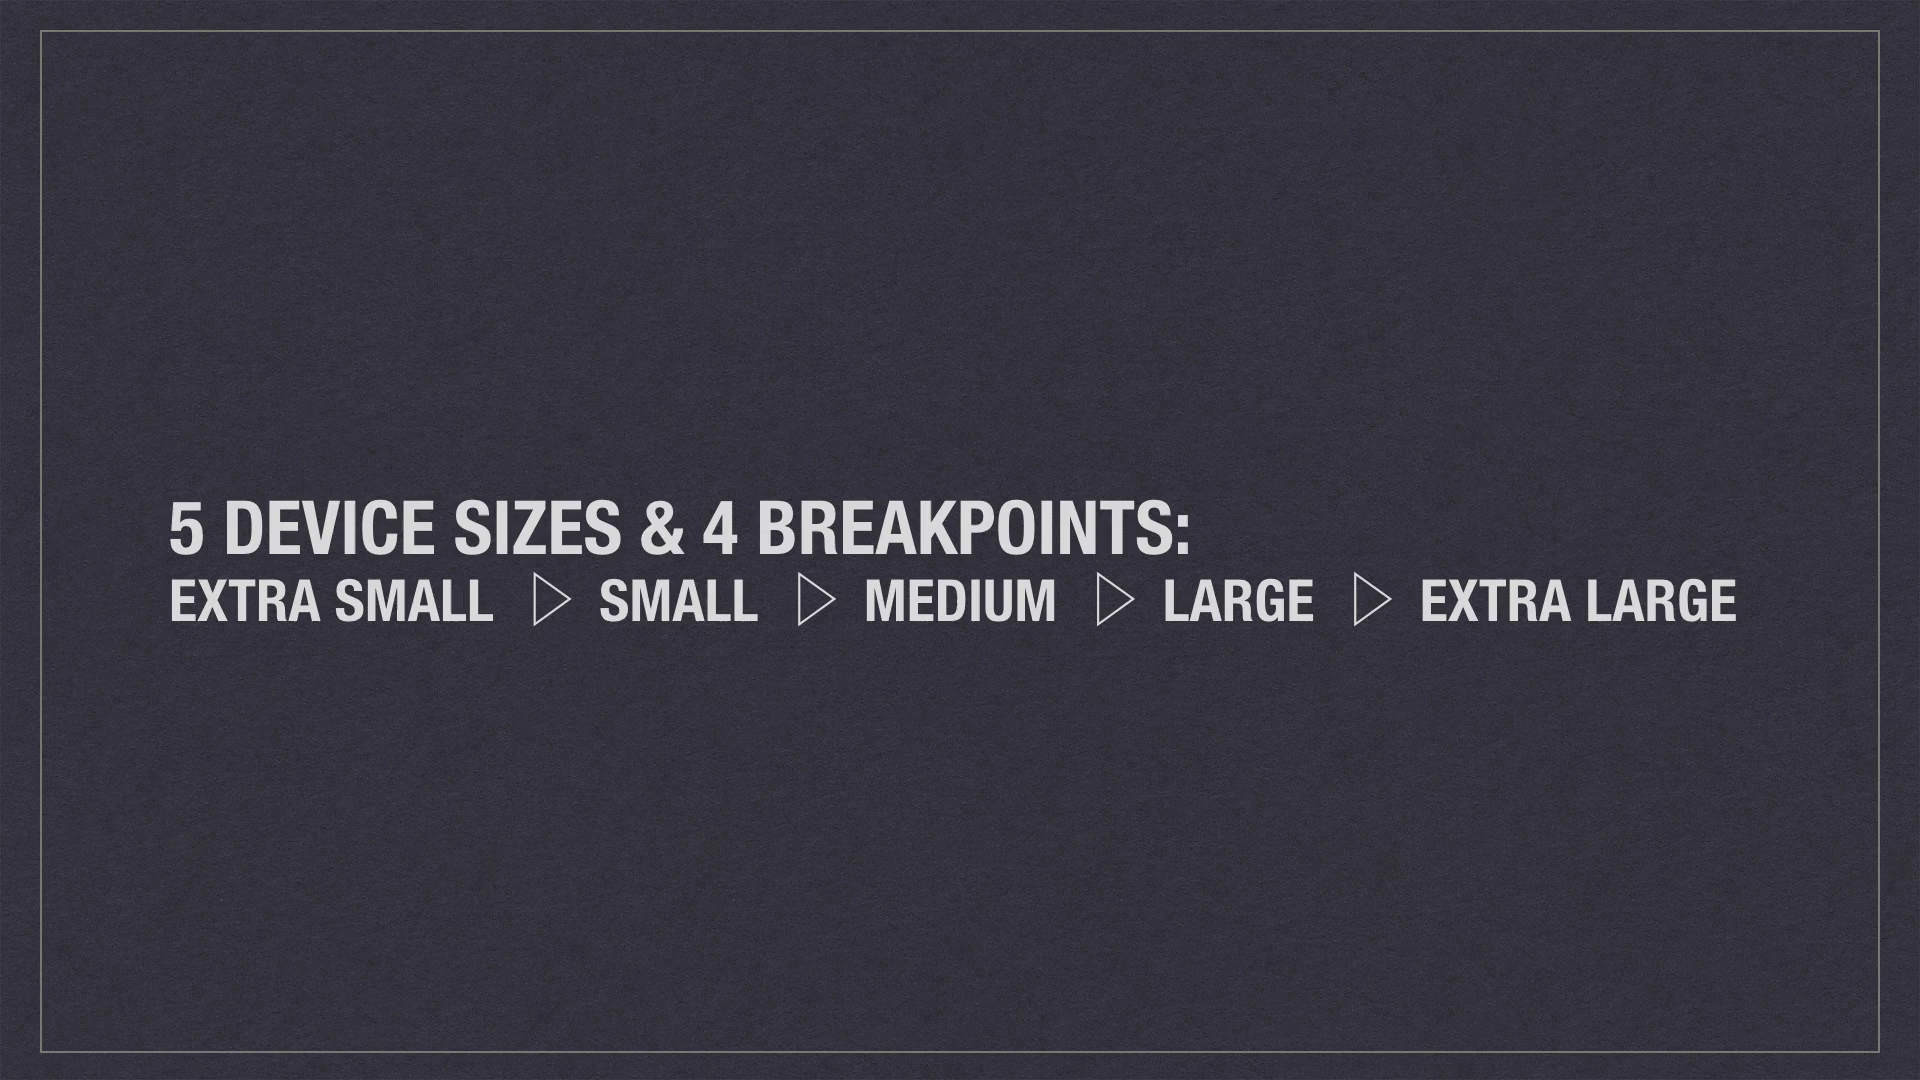 5 DEVICE SIZES & 4 BREAKPOINTS:
EXTRA SMALL ▷ SMALL ▷ MEDIUM ▷ LARGE ▷ EXTRA LARGE